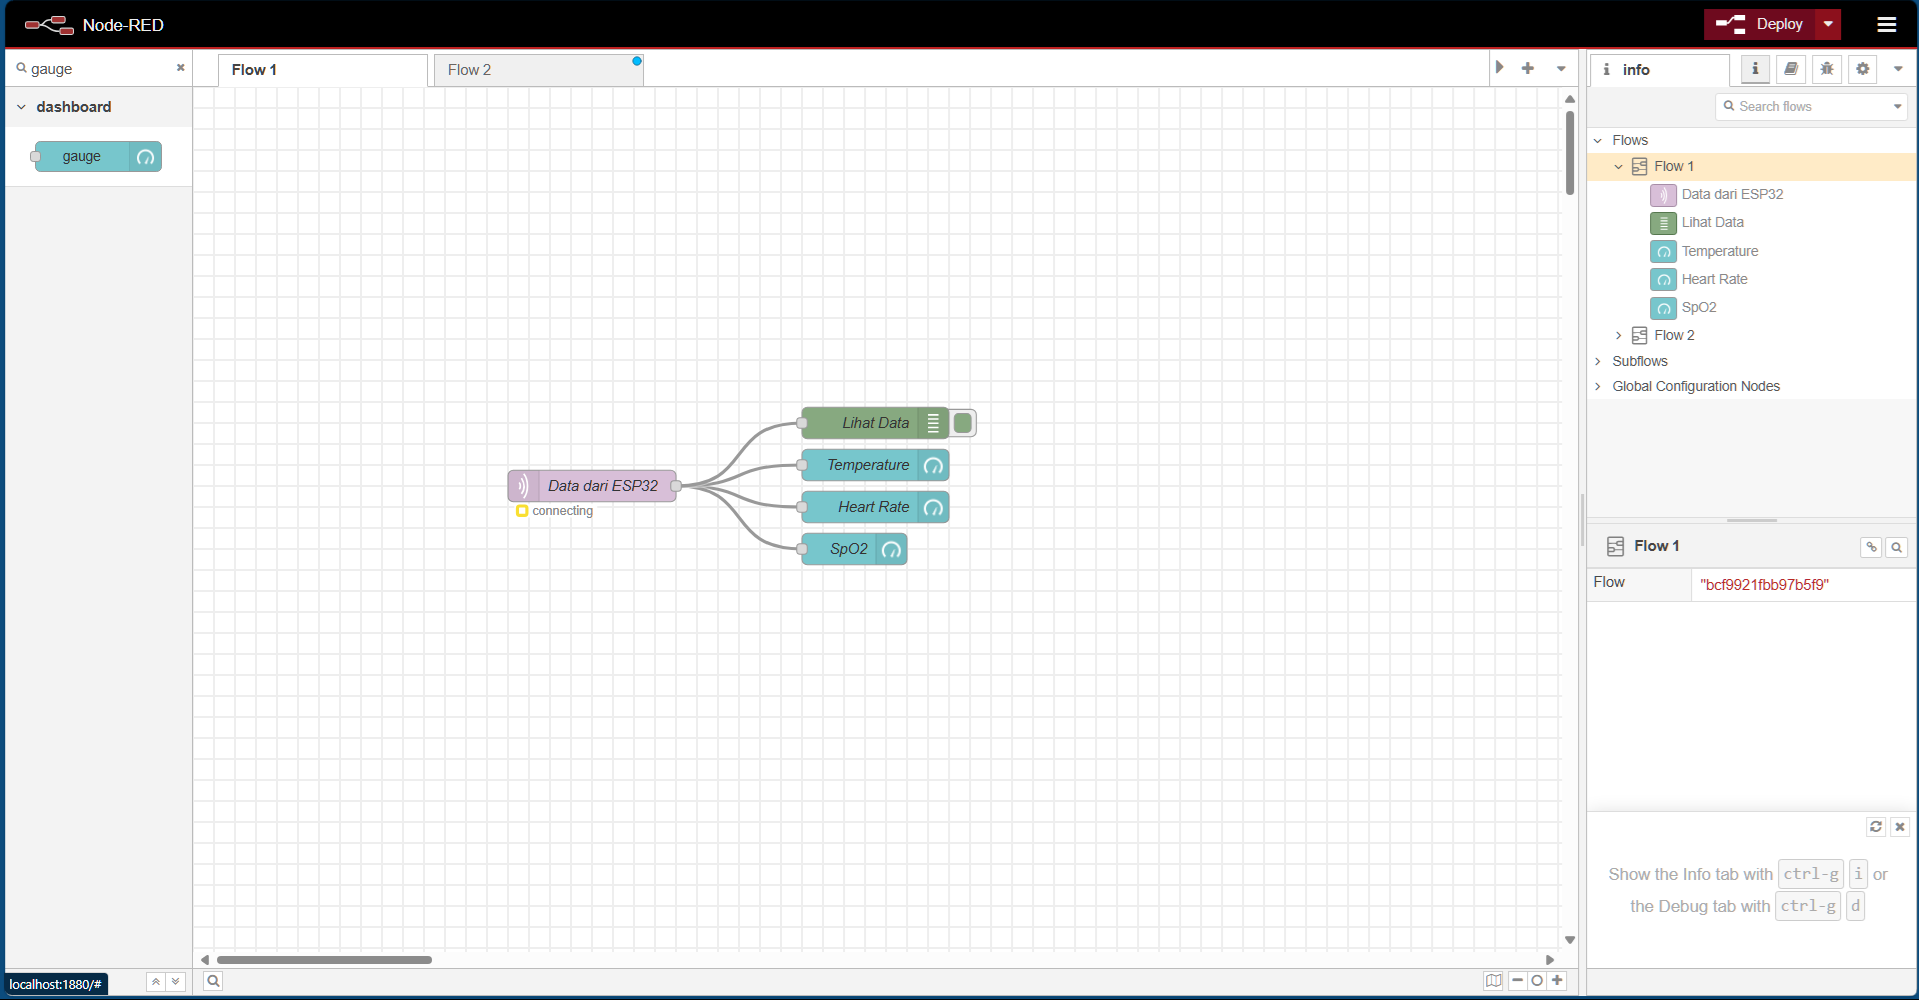 Node-RED
Deploy
gauge
dashboard
gauge
Flow 1
Flow 2
Data dari ESP32
connecting
Lihat Data
Temperature
Heart Rate
SpO2
info
Search flows
Flows
Flow 1
Data dari ESP32
Lihat Data
Temperature
Heart Rate
SpO2
Flow 2
Subflows
Global Configuration Nodes
Flow 1
Flow "bcf9921fbb97b5f9"
Show the Info tab with ctrl-g i or
the Debug tab with ctrl-g d
localhost:1880/#